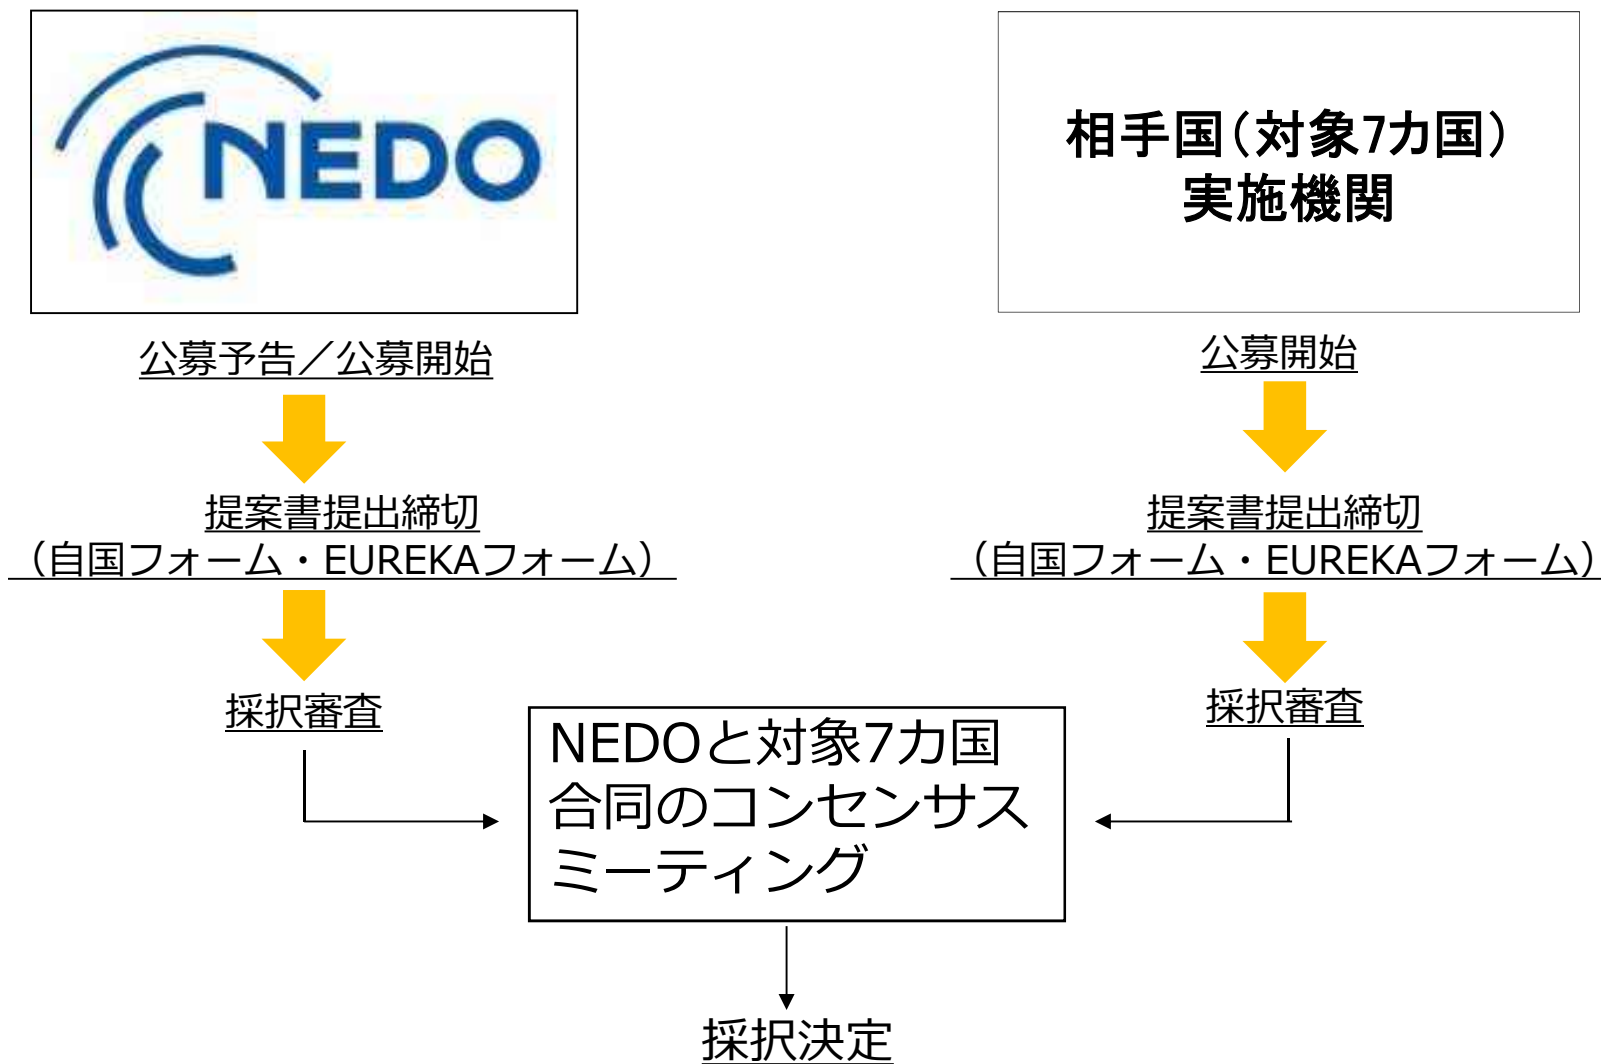 NEDO
公募予告／公募開始
提案書提出締切
（自国フォーム・EUREKAフォーム）
採択審査
相手国（対象7カ国）
実施機関
公募開始
提案書提出締切
（自国フォーム・EUREKAフォーム）
採択審査
NEDOと対象7カ国
合同のコンセンサス
ミーティング
採択決定